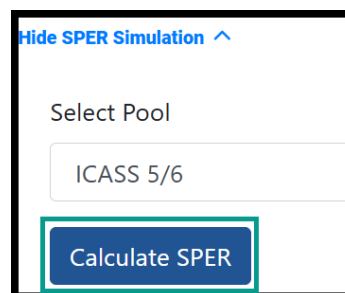 Hide SPER Simulation
Select Pool
ICASS 5/6
Calculate SPER